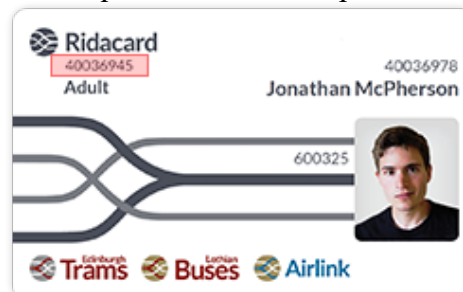 Ridacard
40036945
Adult
40036978
Jonathan McPherson
600325
Edinburgh
Trams
Lothian
Buses
Airlink